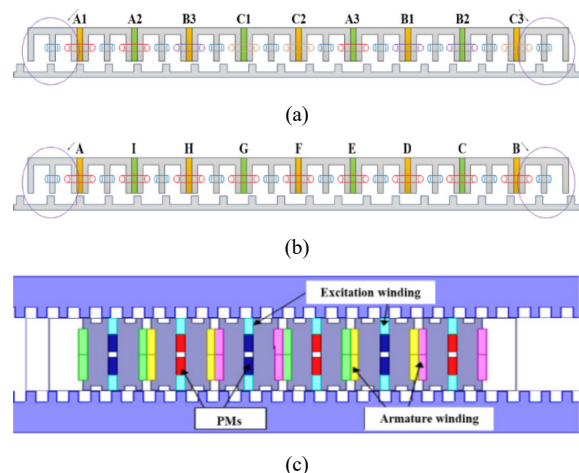 A1 A2 B3 C1 C2 A3 B1 B2 C3
(a)
A I H G F E D C B
(b)
Excitation winding
PMs
Armature winding
(c)